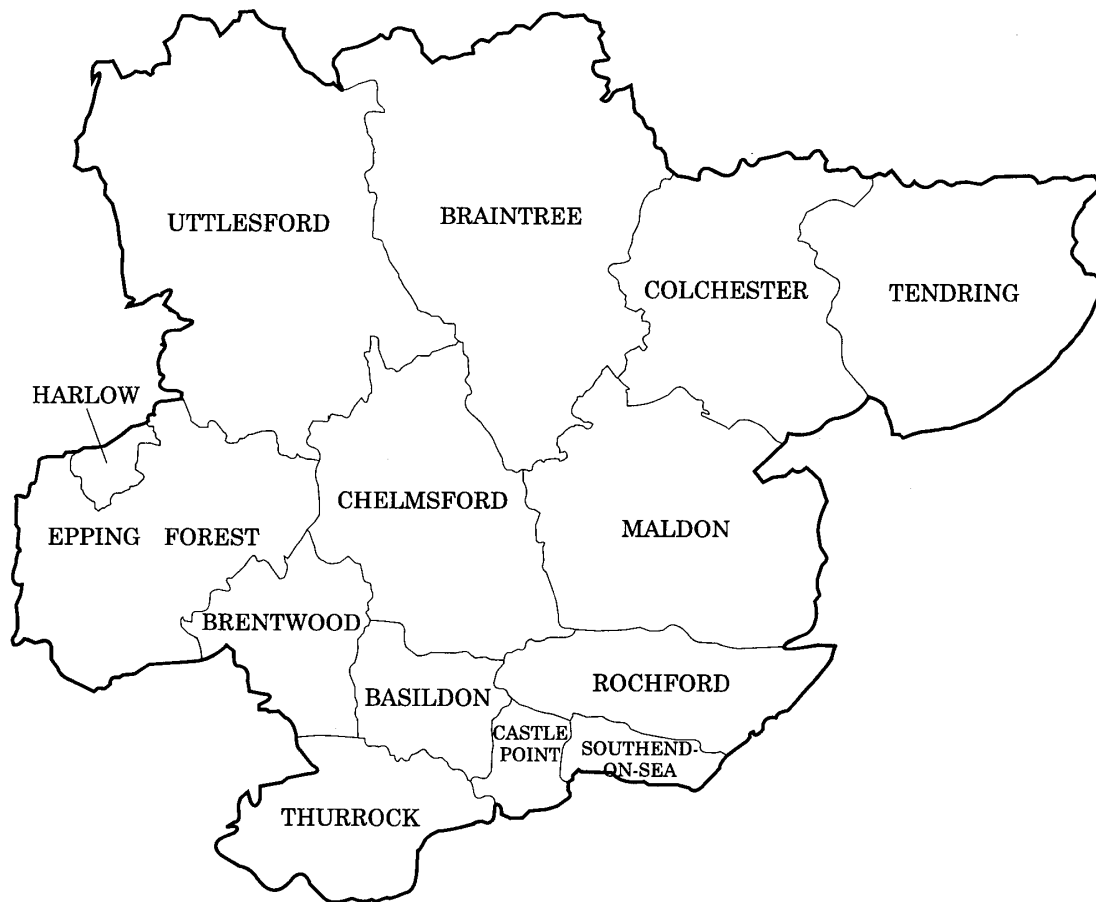 UTTLESFORD
BRAINTREE
COLCHESTER
TENDRING
HARLOW
CHELMSFORD
EPPING FOREST
MALDON
BRENTWOOD
BASILDON
ROCHFORD
CASTLE
POINT
SOUTHEND-
ON-SEA
THURROCK